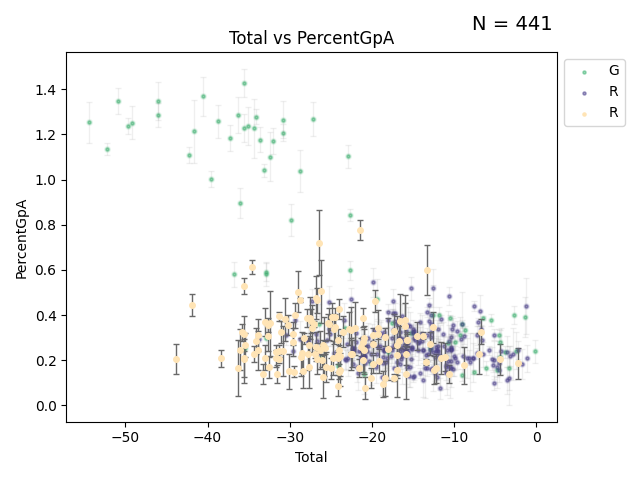 N = 441
Total vs PercentGpA
G
R
R
PercentGpA
1.4
1.2
1.0
0.8
0.6
0.4
0.2
0.0
−50
−40
−30
−20
−10
0
Total